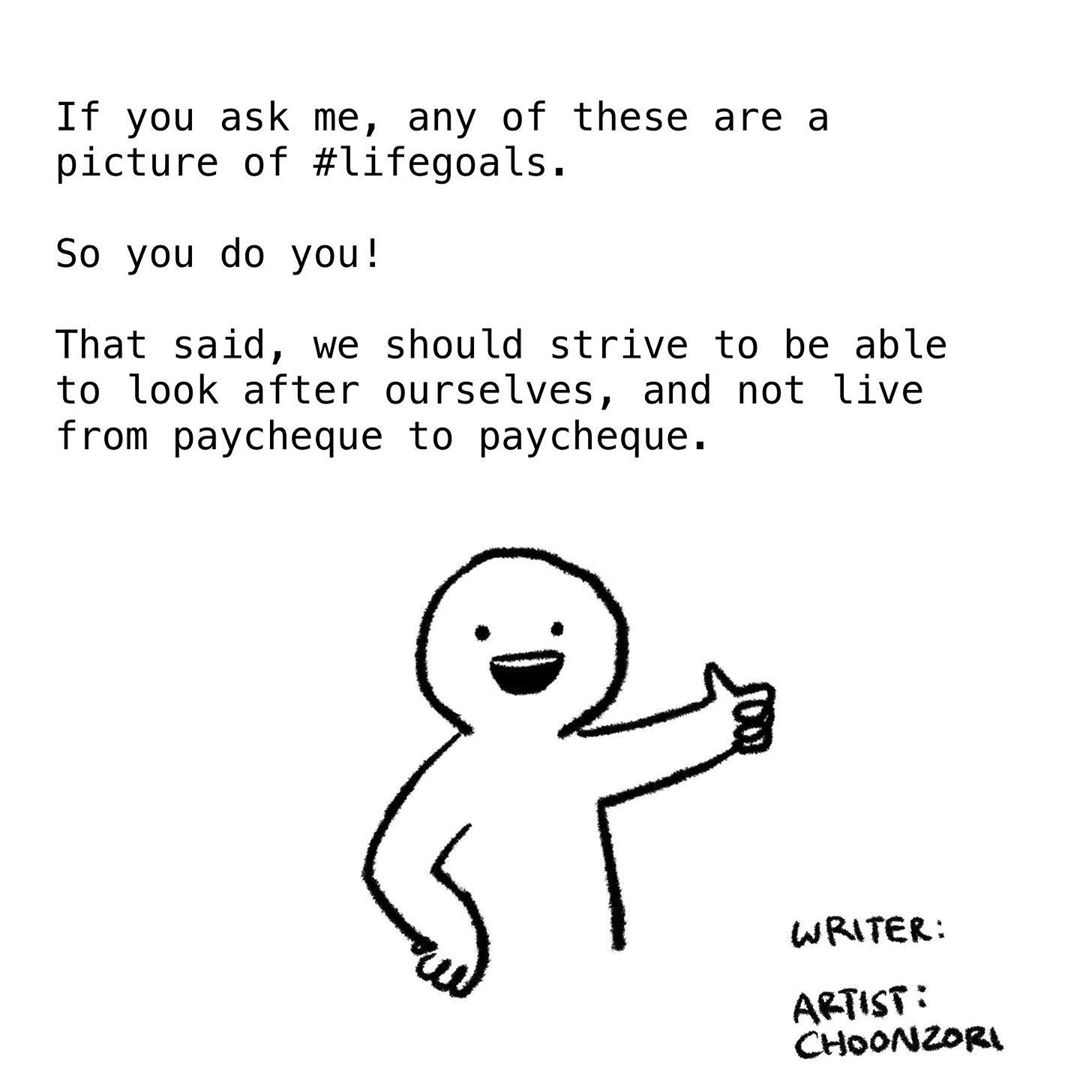 If you ask me, any of these are a
picture of #lifegoals.
So you do you!
That said, we should strive to be able
to look after ourselves, and not live
from paycheque to paycheque.
WRITER:
ARTIST:
CHOONZORI